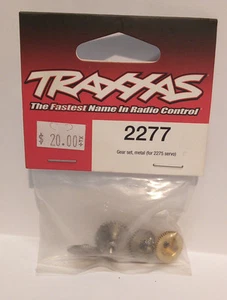 TRAXXAS
The Fastest Name In Radio Control
$ 20.00
2277
Gear set, metal (for 2275 servo)